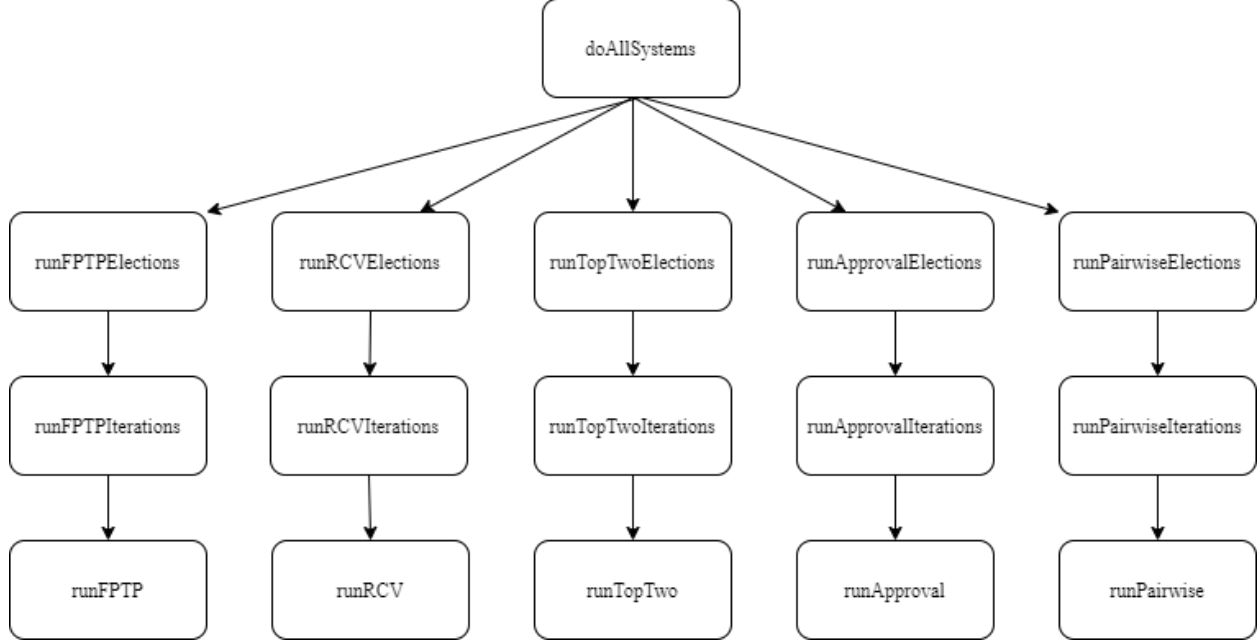 doAllSystems
runFPTPElections
runRCVElections
runTopTwoElections
runApprovalElections
runPairwiseElections
runFPTPIterations
runRCVIterations
runTopTwoIterations
runApprovalIterations
runPairwiseIterations
runFPTP
runRCV
runTopTwo
runApproval
runPairwise